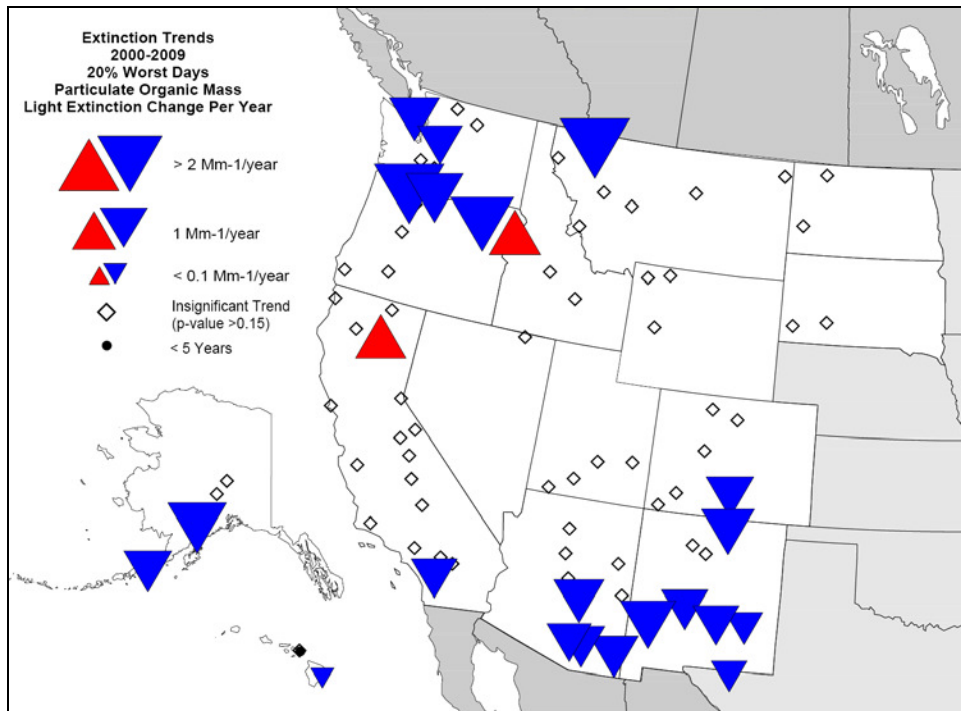 Extinction Trends
2000-2009
20% Worst Days
Particulate Organic Mass
Light Extinction Change Per Year
> 2 Mm-1/year
1 Mm-1/year
< 0.1 Mm-1/year
Insignificant Trend
(p-value >0.15)
< 5 Years